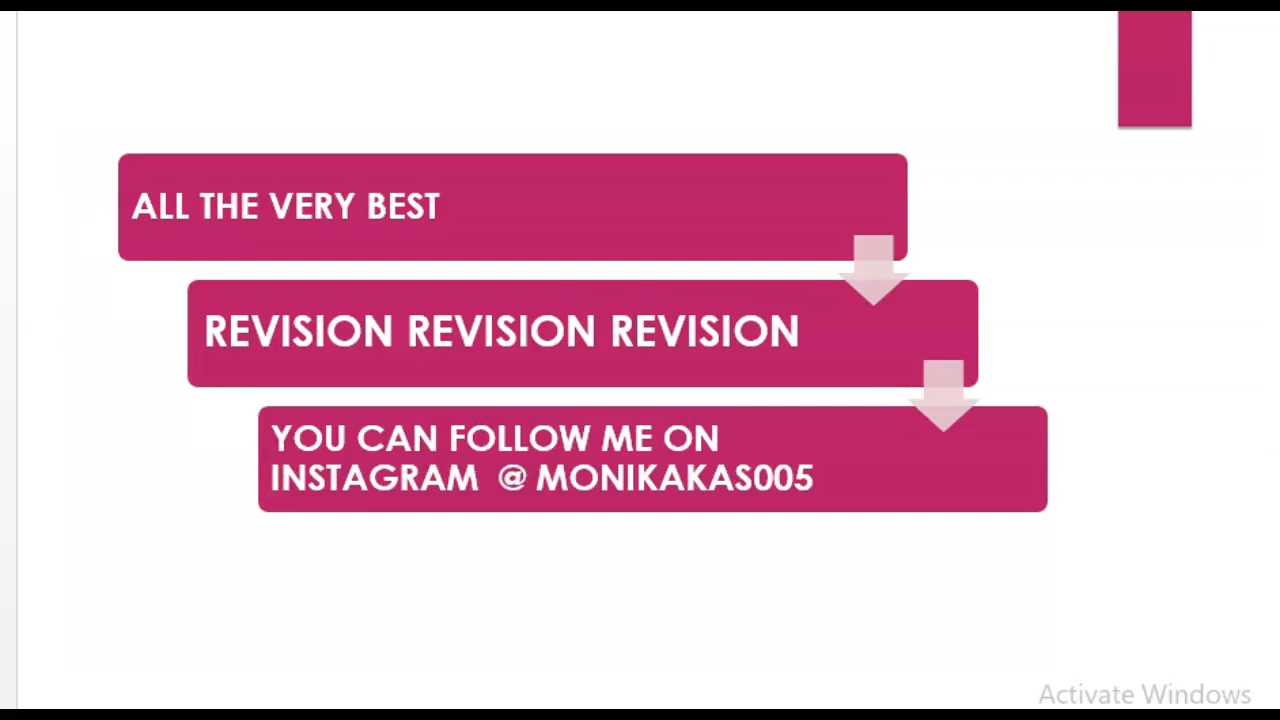 ALL THE VERY BEST
REVISION REVISION REVISION
YOU CAN FOLLOW ME ON
INSTAGRAM @ MONIKAKAS005
Activate Windows